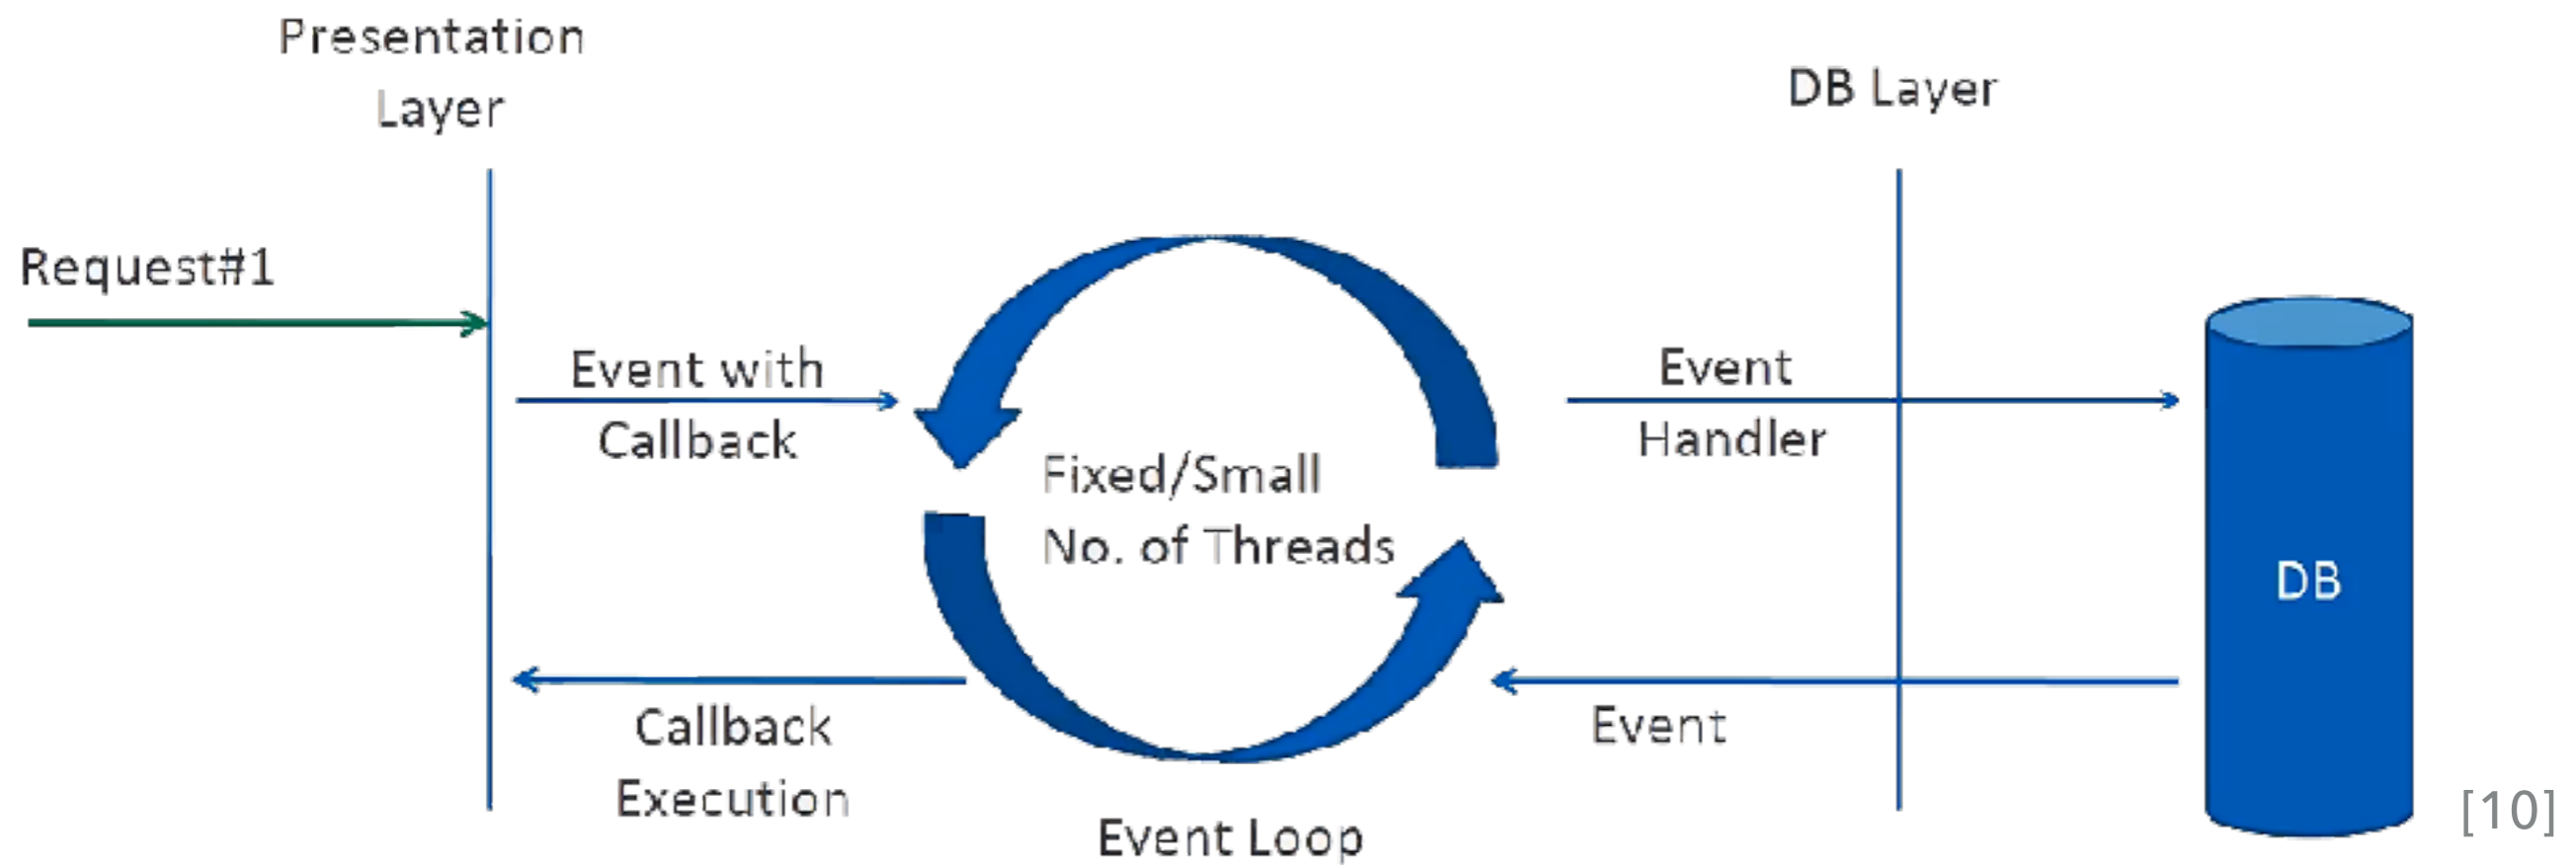 Presentation
Layer
DB Layer
Request#1
Event with
Callback
Event
Handler
Fixed/Small
No. of Threads
DB
Callback
Execution
Event
Event Loop
[10]